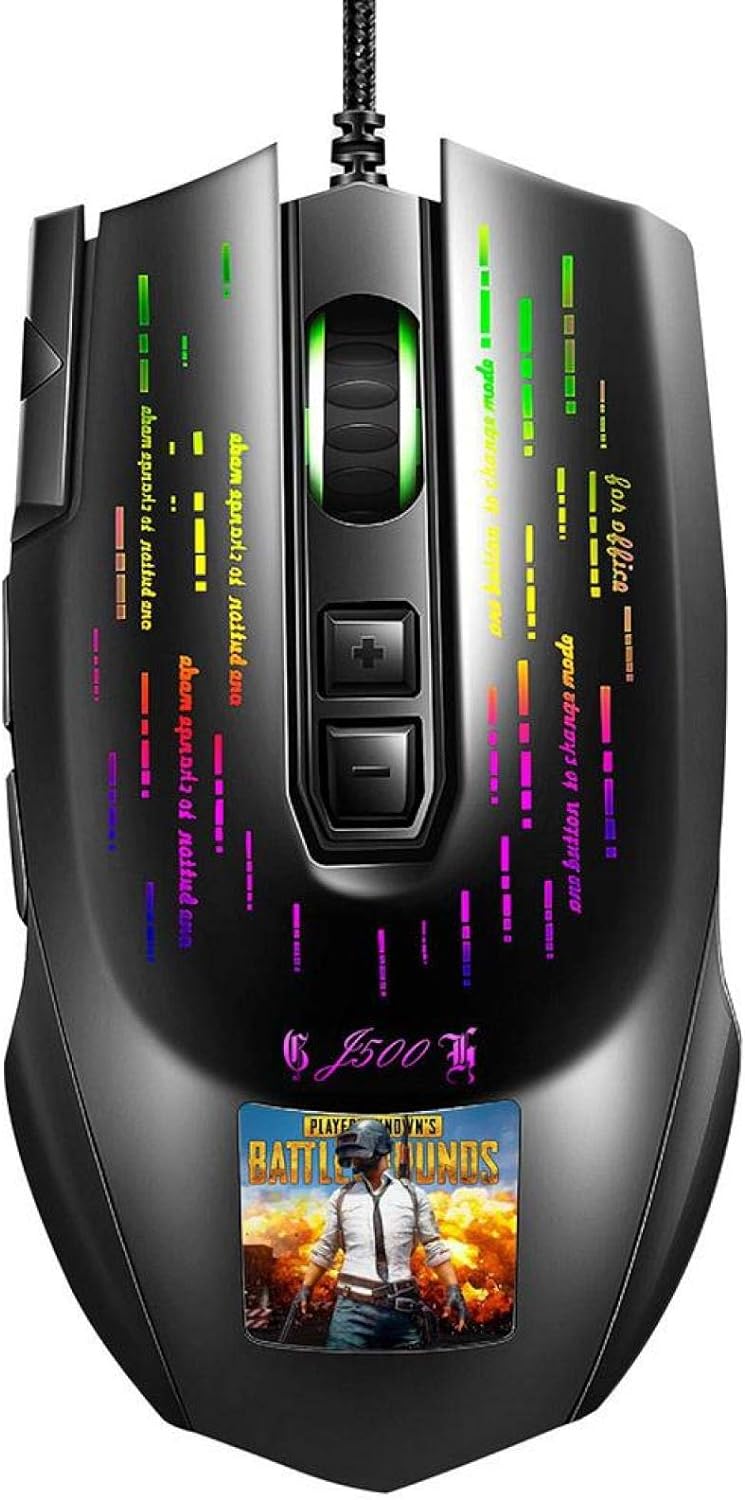 one button to change mode
one button to change mode
one button to change mode
one button to change mode
for office
one button to change mode
+
-
G J500
PLAYERUNKNOWN'S
BATTLEGROUNDS